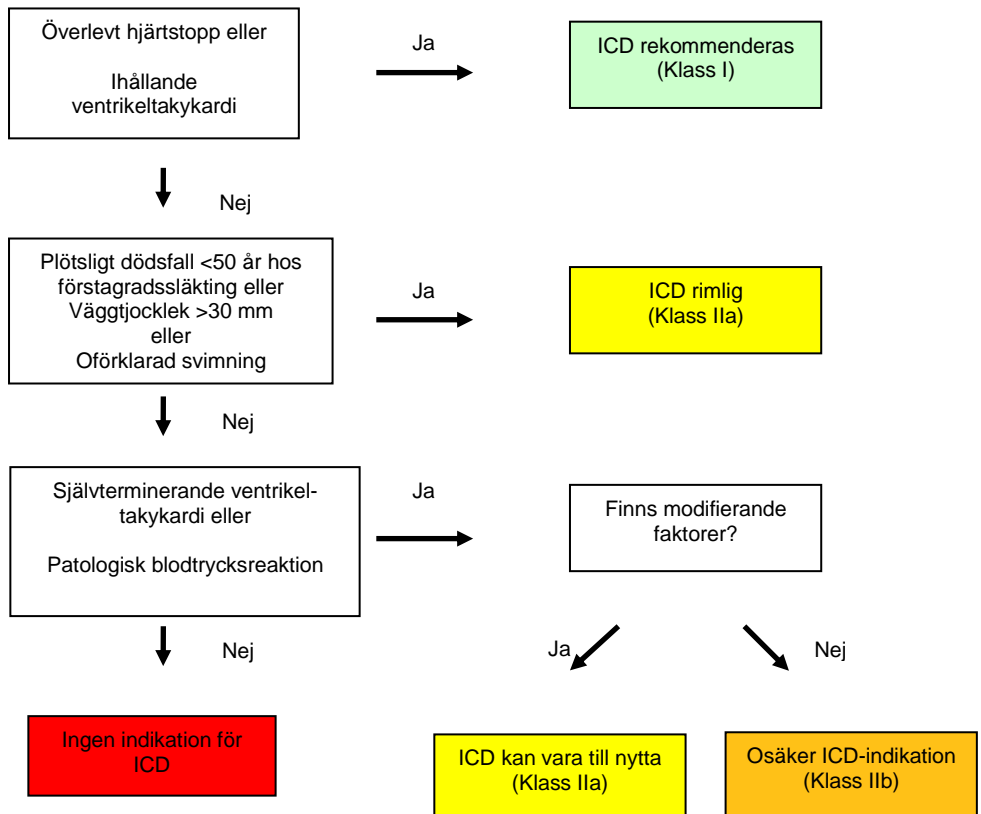 Överlevt hjärtstopp eller
Ihållande
ventrikeltakykardi
Ja
ICD rekommenderas
(Klass I)
Nej
Plötsligt dödsfall <50 år hos
förstagradssläkting eller
Väggtjocklek >30 mm
eller
Oförklarad svimning
Ja
ICD rimlig
(Klass IIa)
Nej
Självterminerande ventrikel-
takykardi eller
Patologisk blodtrycksreaktion
Ja
Finns modifierande
faktorer?
Nej
Ja
Nej
Ingen indikation för
ICD
ICD kan vara till nytta
(Klass IIa)
Osäker ICD-indikation
(Klass IIb)